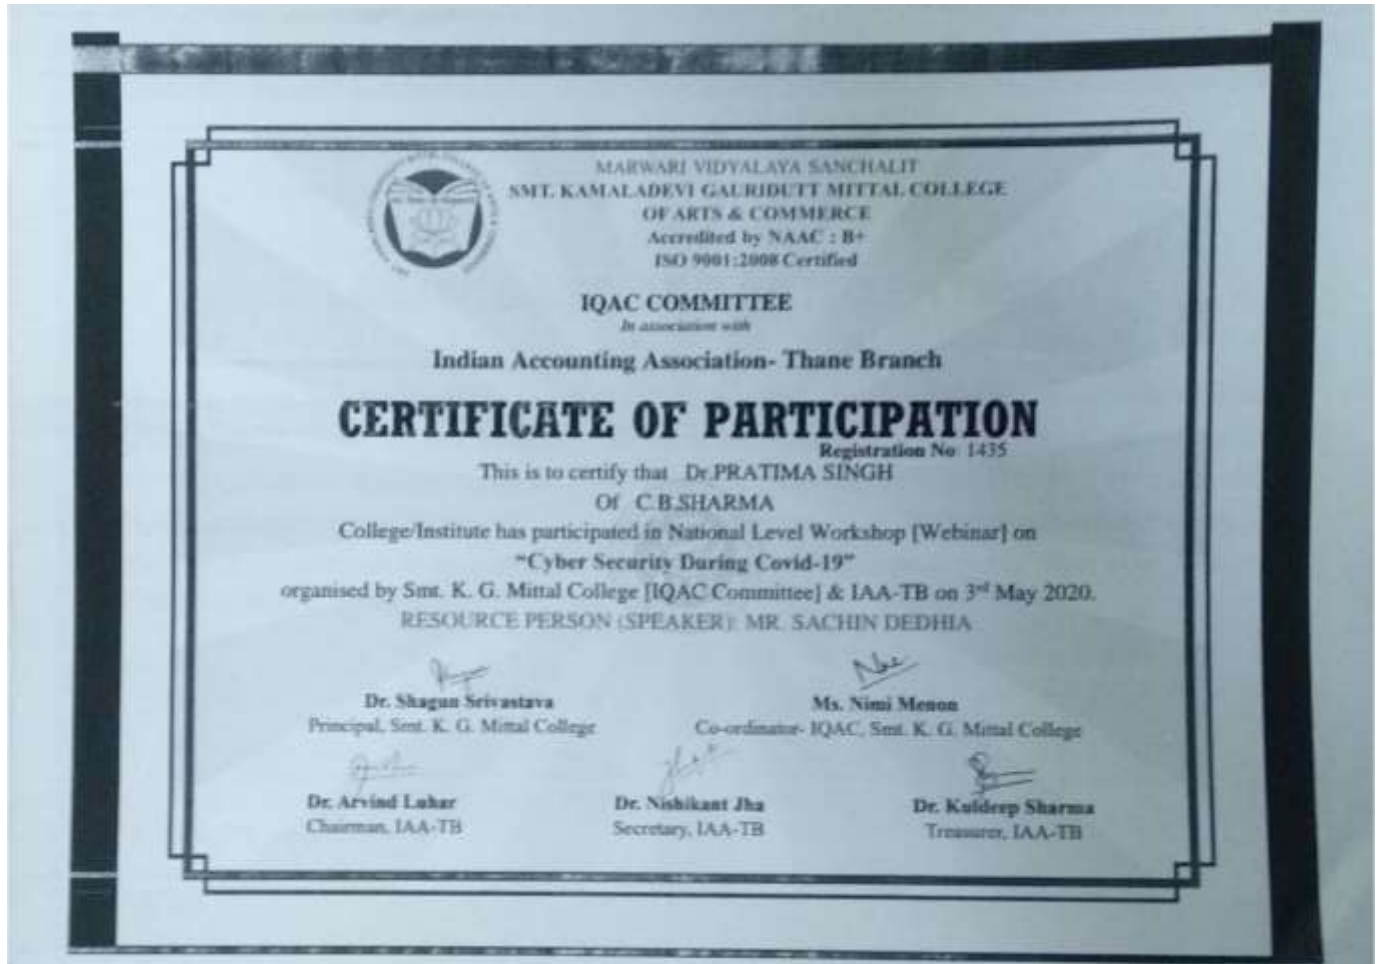 MARWARI VIDYALAYA SANCHALIT
SMT. KAMALADEVI GAURIDUTT MITTAL COLLEGE
OF ARTS & COMMERCE
Accredited by NAAC : B+
ISO 9001:2008 Certified
IQAC COMMITTEE
In association with
Indian Accounting Association- Thane Branch
CERTIFICATE OF PARTICIPATION
Registration No 1435
This is to certify that Dr.PRATIMA SINGH
Of C.B.SHARMA
College/Institute has participated in National Level Workshop [Webinar] on
"Cyber Security During Covid-19"
organised by Smt. K. G. Mittal College [IQAC Committee] & IAA-TB on 3rd May 2020.
RESOURCE PERSON (SPEAKER): MR. SACHIN DEDHIA
Dr. Shagun Srivastava
Principal, Smt. K. G. Mittal College
Ms. Nimi Menon
Co-ordinator- IQAC, Smt. K. G. Mittal College
Dr. Arvind Luhar
Chairman, IAA-TB
Dr. Nishikant Jha
Secretary, IAA-TB
Dr. Kuldeep Sharma
Treasurer, IAA-TB